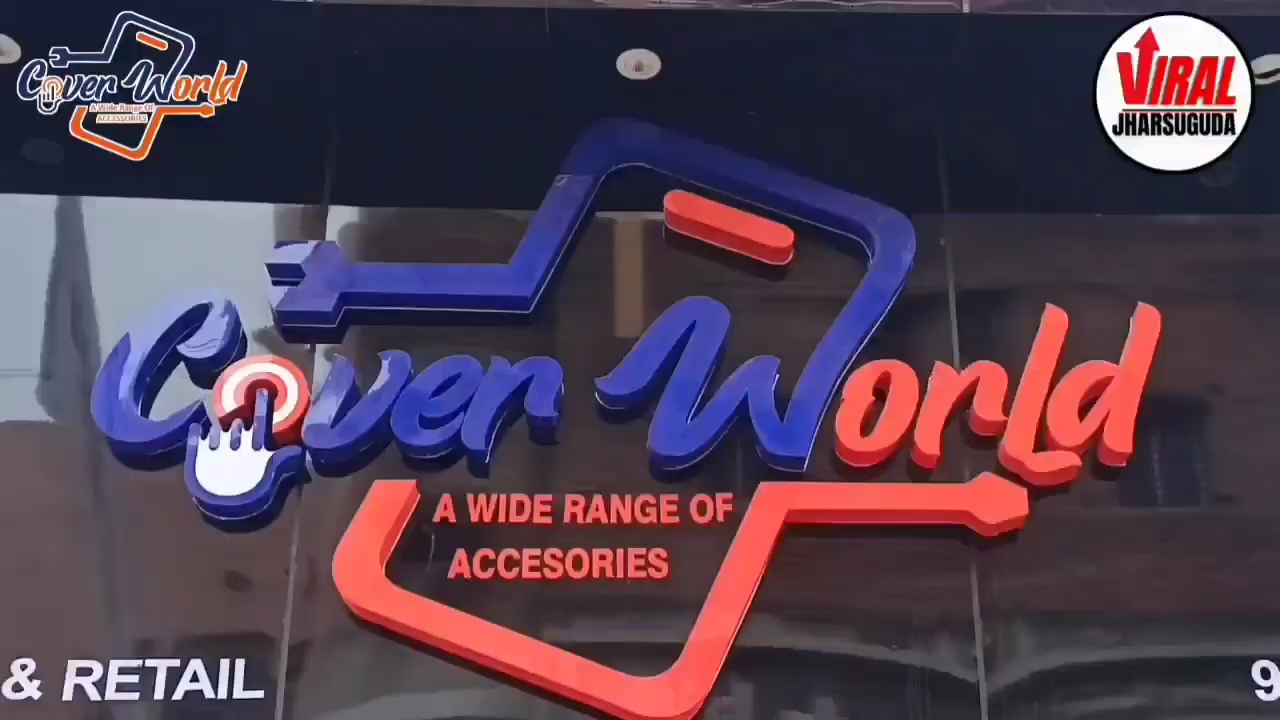 Cover World
A Wide Range Of
ACCESSORIES
VIRAL
JHARSUGUDA
Cover World
A WIDE RANGE OF
ACCESORIES
& RETAIL
9